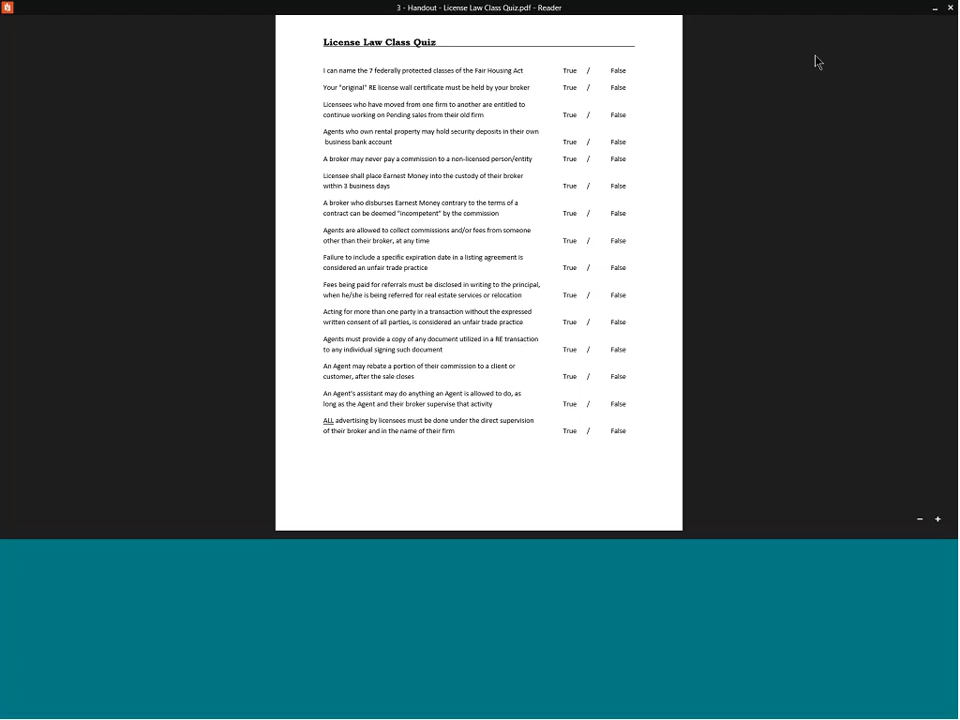 3 - Handout - License Law Class Quiz.pdf - Reader
License Law Class Quiz
I can name the 7 federally protected classes of the Fair Housing Act True / False
Your "original" RE license wall certificate must be held by your broker True / False
Licensees who have moved from one firm to another are entitled to
continue working on Pending sales from their old firm True / False
Agents who own rental property may hold security deposits in their own
business bank account True / False
A broker may never pay a commission to a non-licensed person/entity True / False
Licensee shall place Earnest Money into the custody of their broker
within 3 business days True / False
A broker who disburses Earnest Money contrary to the terms of a
contract can be deemed "incompetent" by the commission True / False
Agents are allowed to collect commissions and/or fees from someone
other than their broker, at any time True / False
Failure to include a specific expiration date in a listing agreement is
considered an unfair trade practice True / False
Fees being paid for referrals must be disclosed in writing to the principal,
when he/she is being referred for real estate services or relocation True / False
Acting for more than one party in a transaction without the expressed
written consent of all parties, is considered an unfair trade practice True / False
Agents must provide a copy of any document utilized in a RE transaction
to any individual signing such document True / False
An Agent may rebate a portion of their commission to a client or
customer, after the sale closes True / False
An Agent's assistant may do anything an Agent is allowed to do, as
long as the Agent and their broker supervise that activity True / False
ALL advertising by licensees must be done under the direct supervision
of their broker and in the name of their firm True / False